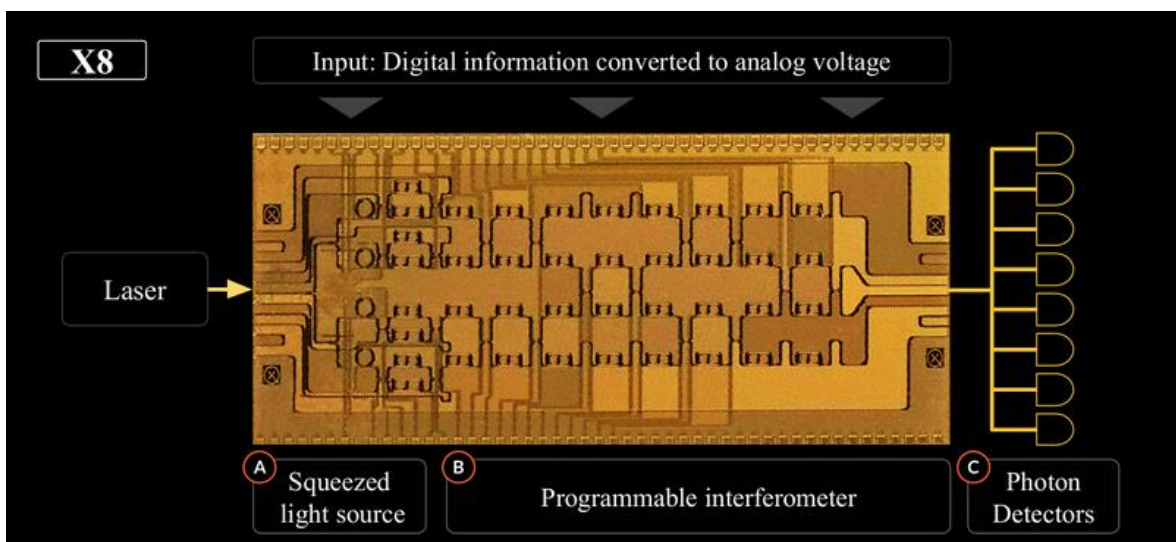 X8
Input: Digital information converted to analog voltage
Laser
A
Squeezed
light source
B
Programmable interferometer
C
Photon
Detectors